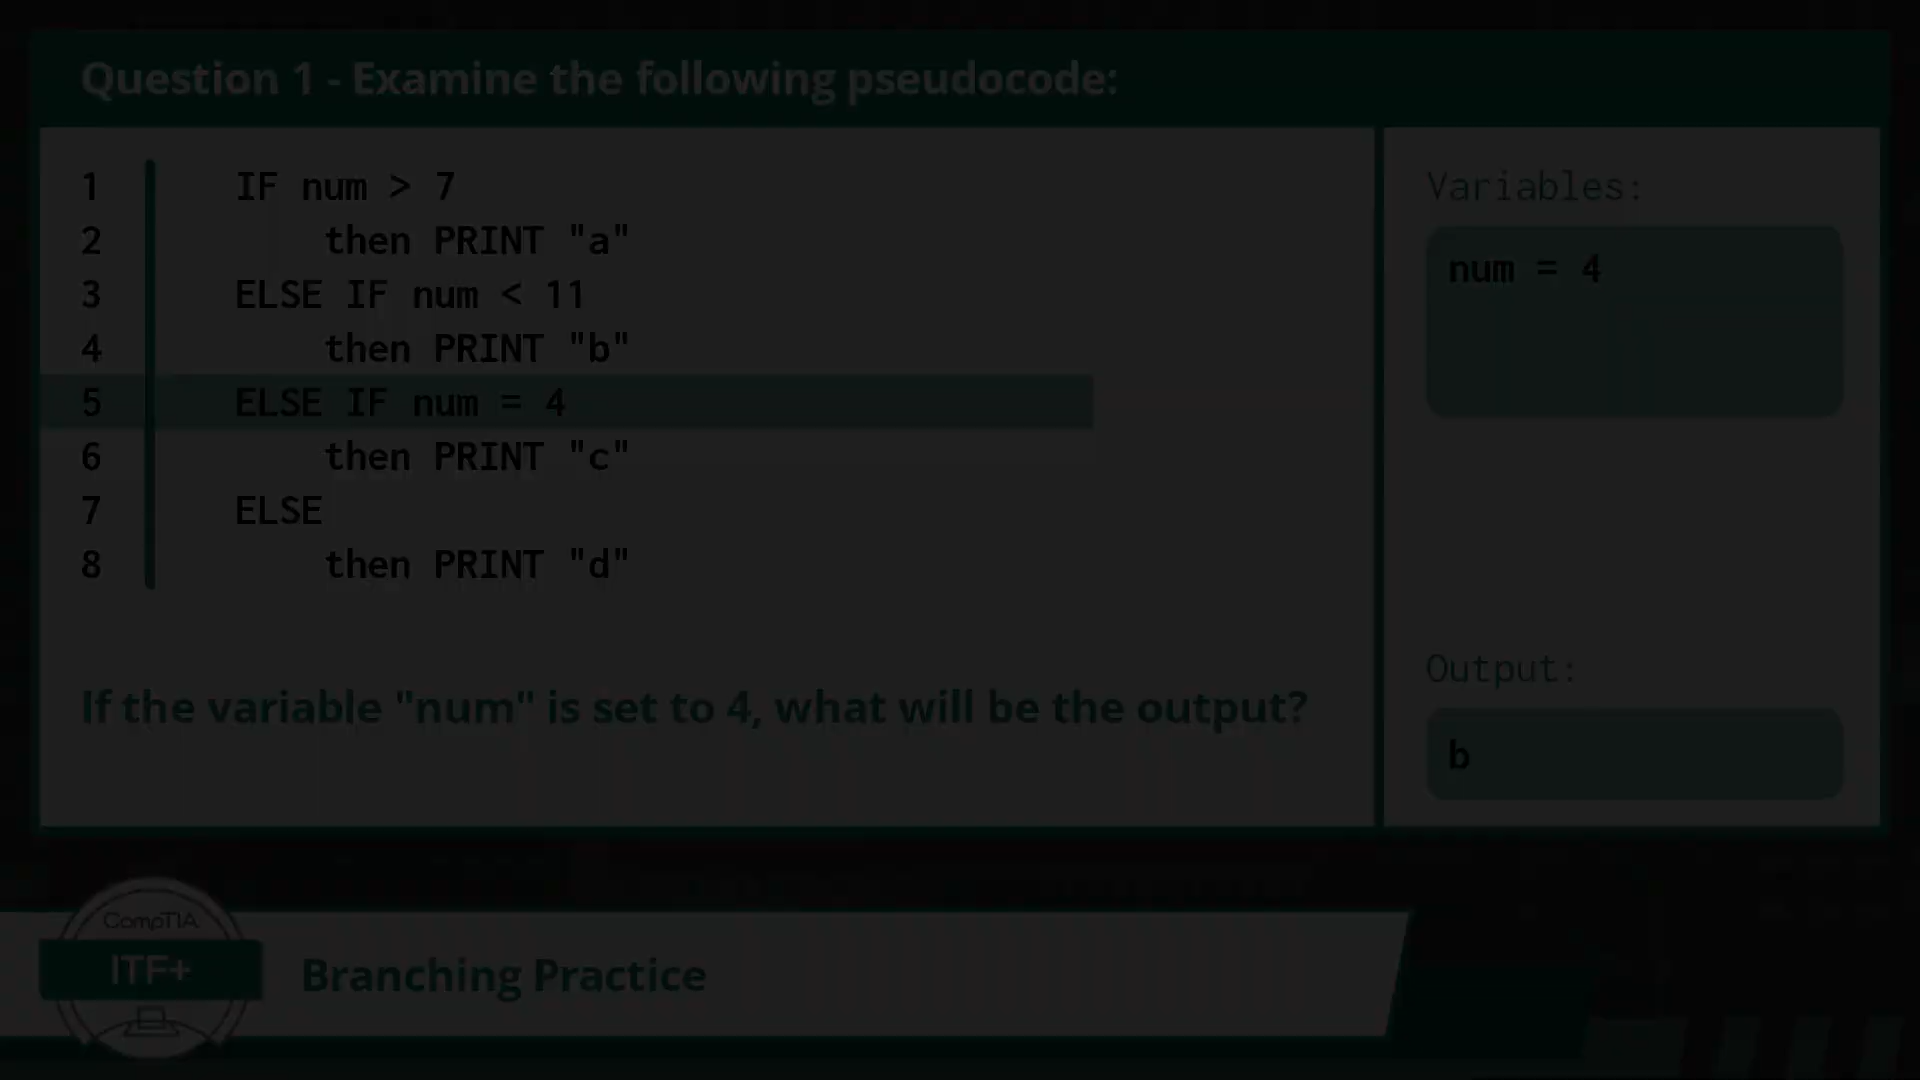 Question 1 - Examine the following pseudocode:
1 IF num > 7
2 then PRINT "a"
3 ELSE IF num < 11
4 then PRINT "b"
5 ELSE IF num = 4
6 then PRINT "c"
7 ELSE
8 then PRINT "d"
If the variable "num" is set to 4, what will be the output?
Variables:
num = 4
Output:
b
CompTIA
ITF+
Branching Practice